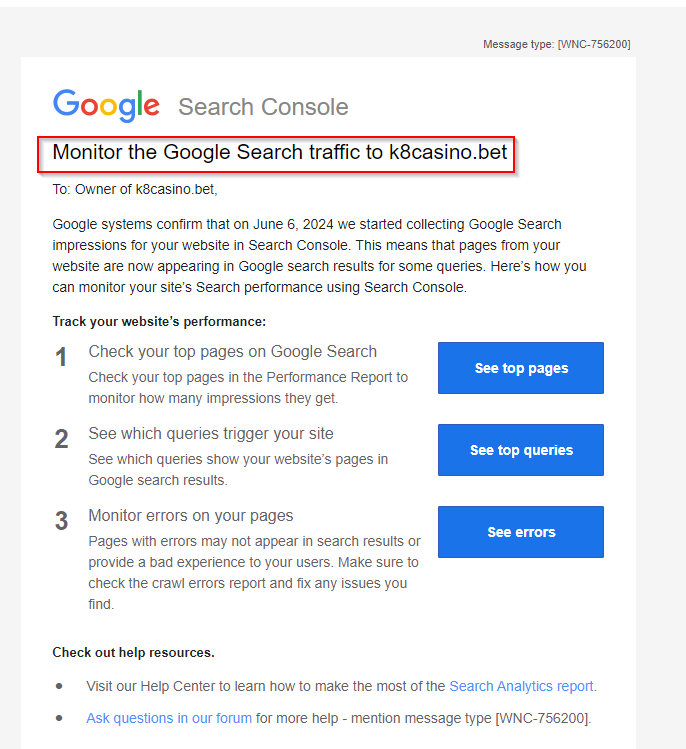 Message type: [WNC-756200]
Google Search Console
Monitor the Google Search traffic to k8casino.bet
To: Owner of k8casino.bet,
Google systems confirm that on June 6, 2024 we started collecting Google Search
impressions for your website in Search Console. This means that pages from your
website are now appearing in Google search results for some queries. Here’s how you
can monitor your site’s Search performance using Search Console.
Track your website’s performance:
1 Check your top pages on Google Search
Check your top pages in the Performance Report to
monitor how many impressions they get.
See top pages
2 See which queries trigger your site
See which queries show your website’s pages in
Google search results.
See top queries
3 Monitor errors on your pages
Pages with errors may not appear in search results or
provide a bad experience to your users. Make sure to
check the crawl errors report and fix any issues you
find.
See errors
Check out help resources.
• Visit our Help Center to learn how to make the most of the Search Analytics report.
• Ask questions in our forum for more help - mention message type [WNC-756200].